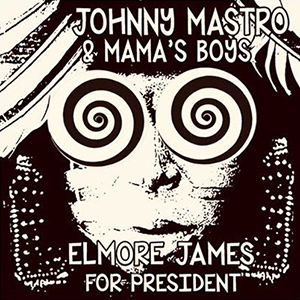 JOHNNY MASTRO
& MAMA'S BOYS
ELMORE JAMES
FOR PRESIDENT